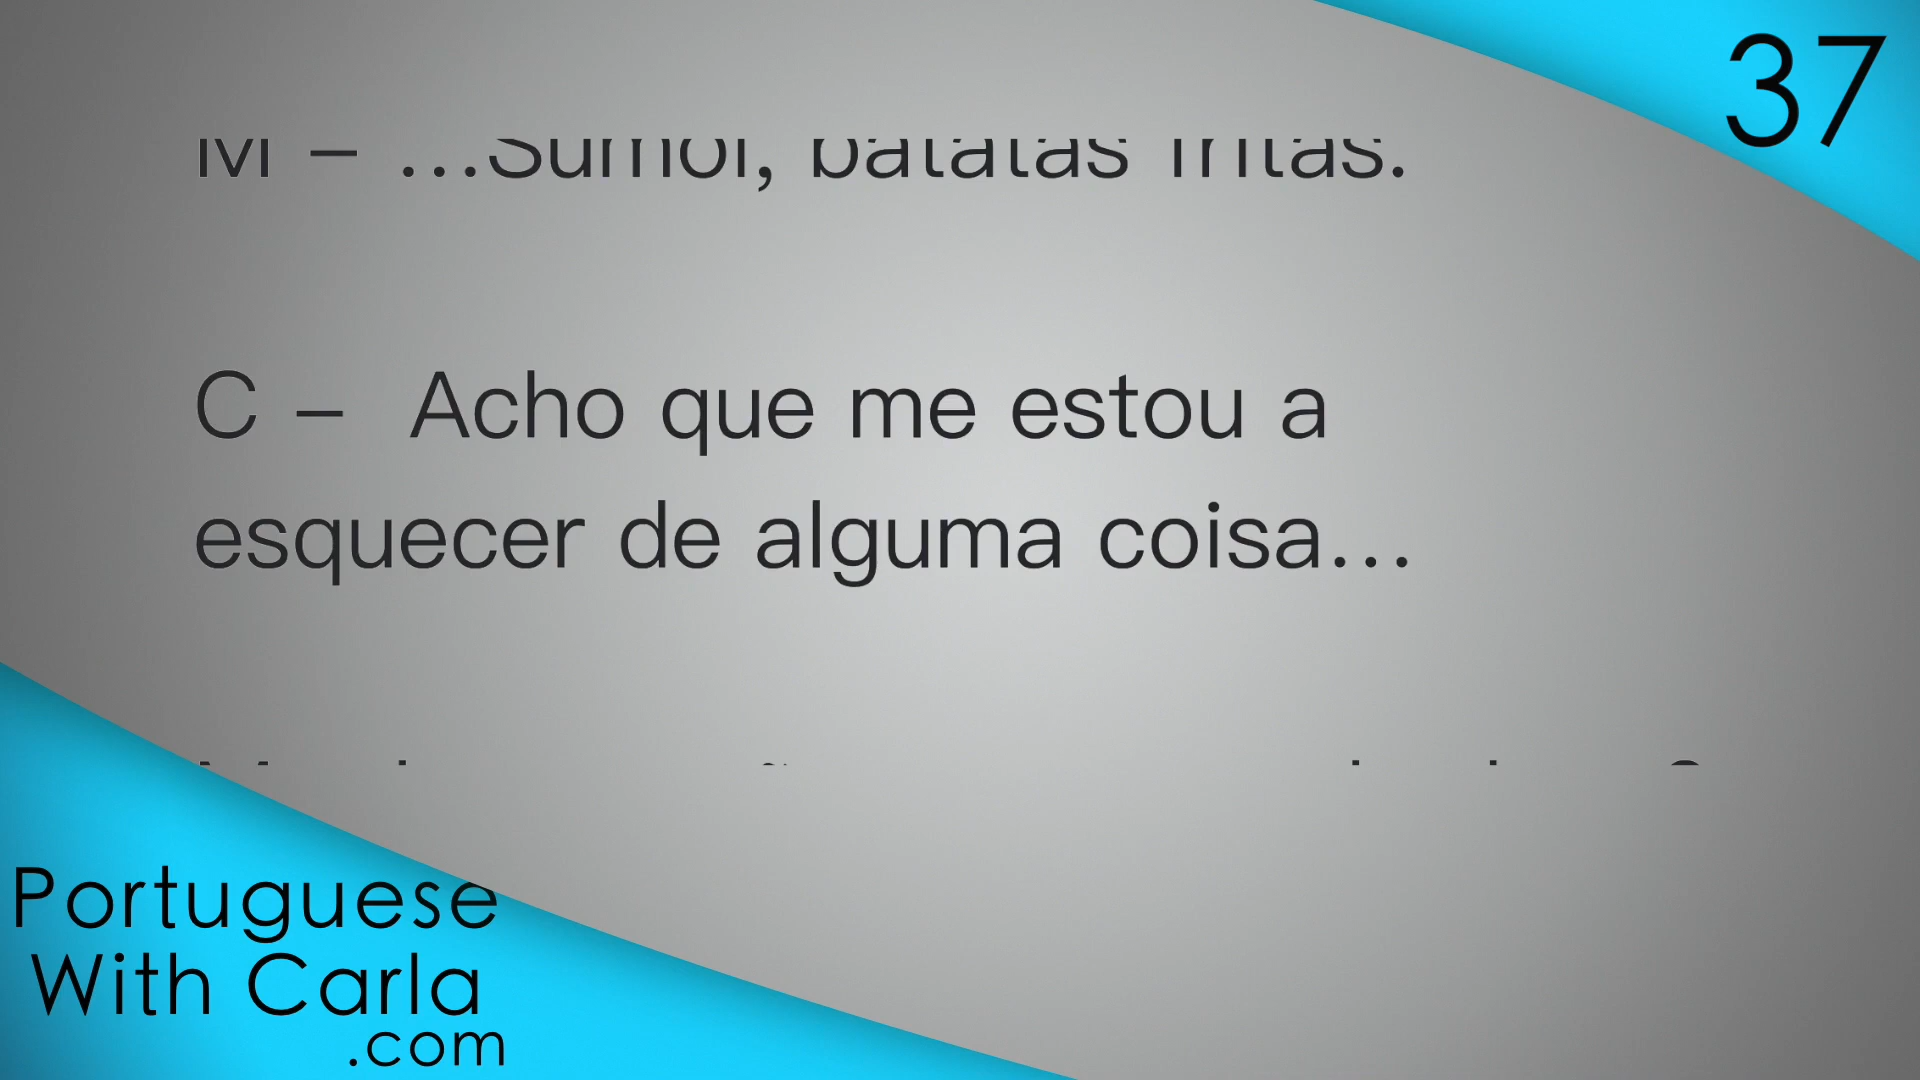 37
M – …Sumol, batatas fritas.
C – Acho que me estou a
esquecer de alguma coisa…
Portuguese
With Carla
.com